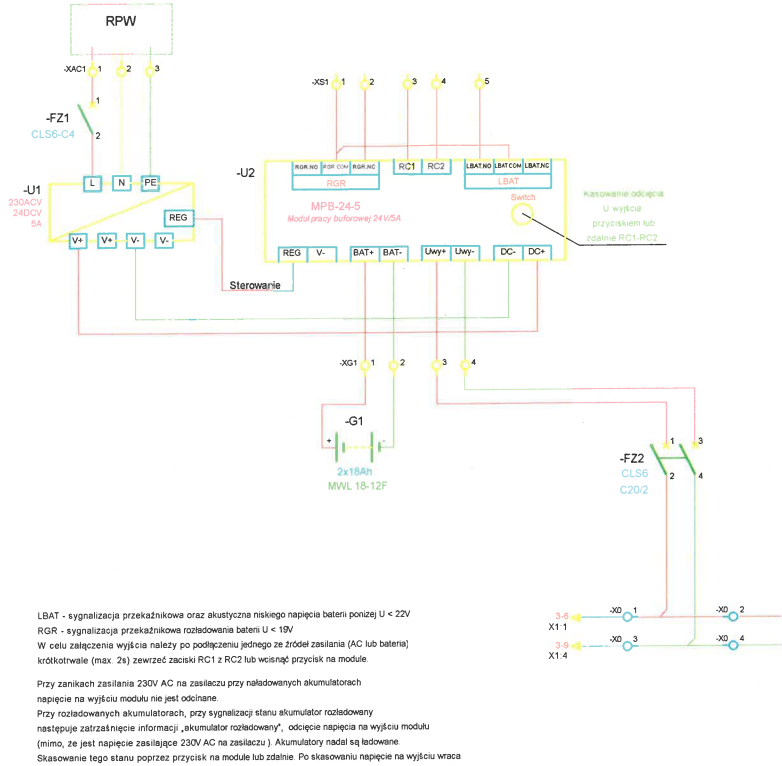 RPW
-XAC1 1 2 3
-XS1 1 2 3 4 5
-FZ1
CLS6-C4
1
2
-U2
RGR.NO RGR.COM RGR.NC RC1 RC2 LBAT.NO LBAT.COM LBAT.NC
RGR LBAT
L N PE
-U1
230ACV
24DCV
5A
REG
V+ V+ V- V-
MPB-24-5
Moduł pracy buforowej 24V/5A
Switch
Kasowanie odcięcia
U wyjścia
przyciskiem lub
zdalnie RC1-RC2
REG V- BAT+ BAT- Uwy+ Uwy- DC- DC+
Sterowanie
-XG1 1 2 3 4
-G1
+ -
2x18Ah
MWL 18-12F
-FZ2
CLS6
C20/2
1 3
2 4
3-6 -X0 1 -X0 2
X1:1
3-9 -X0 3 -X0 4
X1:4
LBAT - sygnalizacja przekaźnikowa oraz akustyczna niskiego napięcia baterii poniżej U < 22V
RGR - sygnalizacja przekaźnikowa rozładowania baterii U < 19V
W celu załączenia wyjścia należy po podłączeniu jednego ze źródeł zasilania (AC lub bateria)
krótkotrwale (max. 2s) zewrzeć zaciski RC1 z RC2 lub wcisnąć przycisk na module.
Przy zanikach zasilania 230V AC na zasilaczu przy naładowanych akumulatorach
napięcie na wyjściu modułu nie jest odcinane.
Przy rozładowanych akumulatorach, przy sygnalizacji stanu akumulator rozładowany
następuje zatrzaśnięcie informacji „akumulator rozładowany”, odcięcie napięcia na wyjściu modułu
(mimo, że jest napięcie zasilające 230V AC na zasilaczu ). Akumulatory nadal są ładowane.
Skasowanie tego stanu poprzez przycisk na module lub zdalnie. Po skasowaniu napięcie na wyjściu wraca.